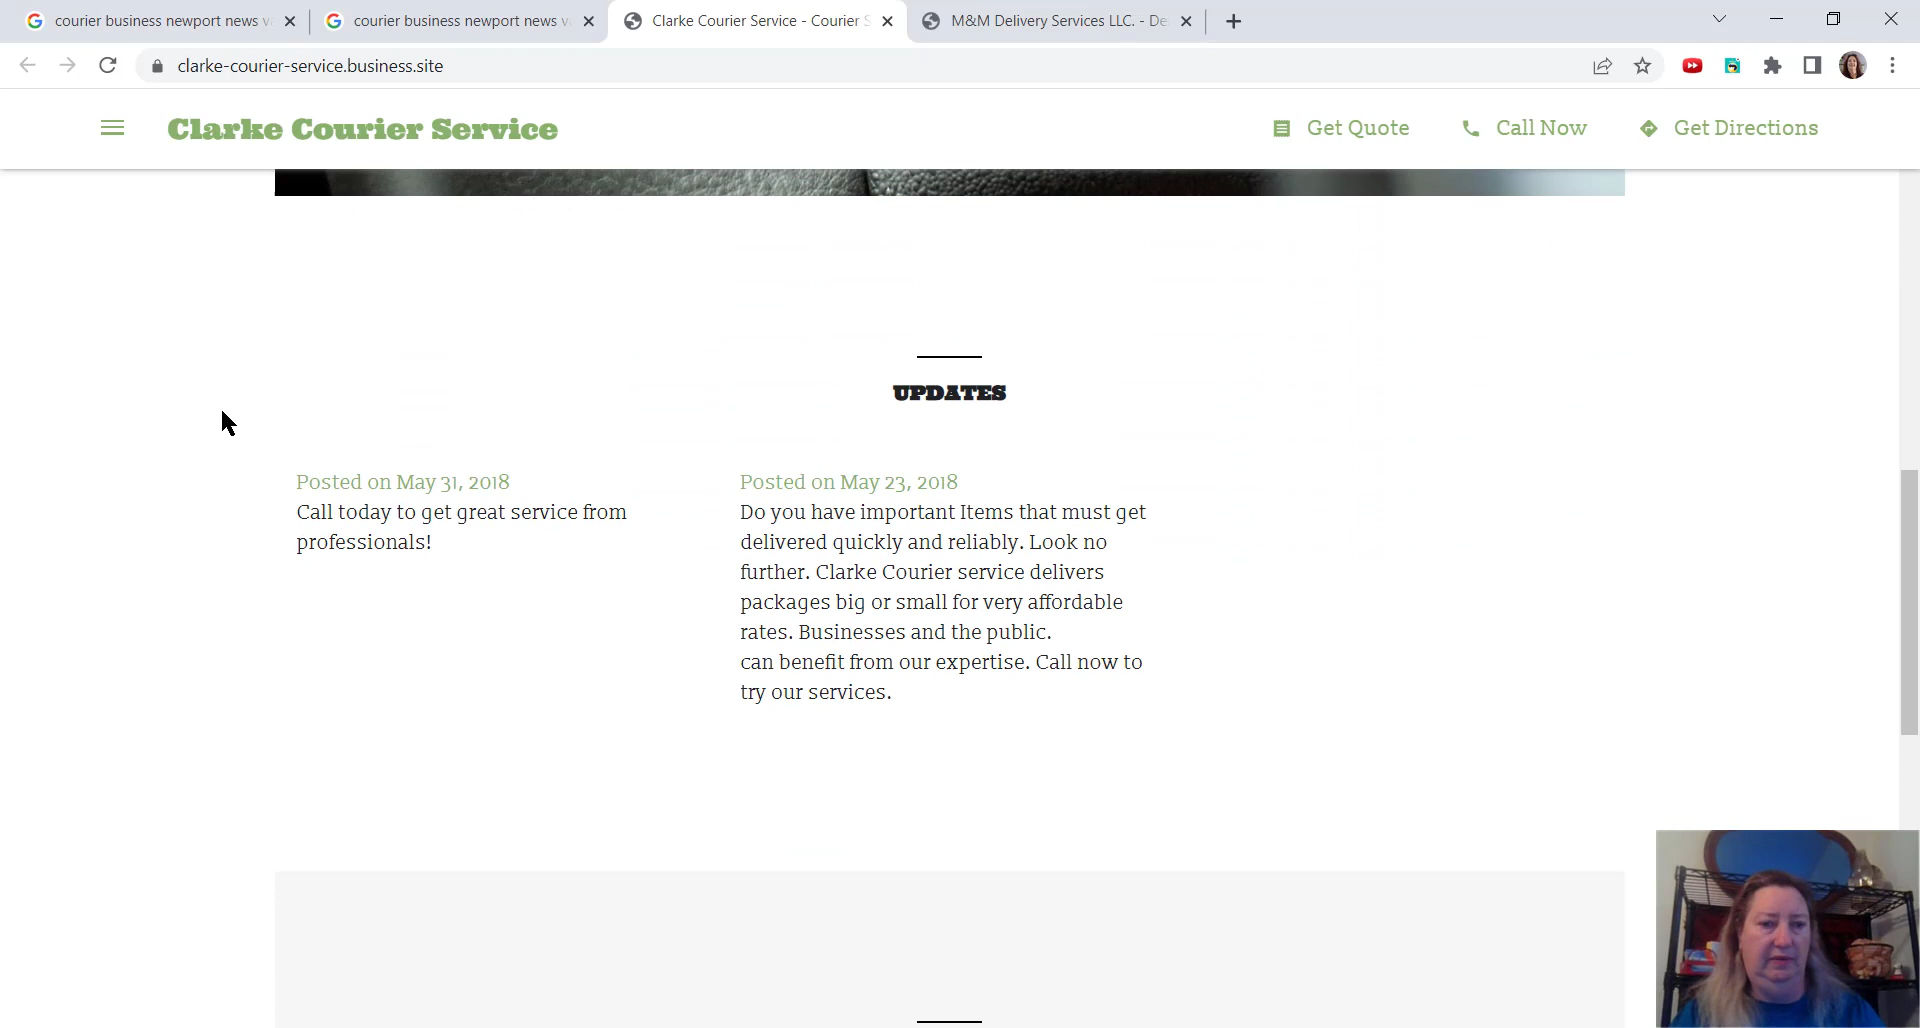 courier business newport news v
courier business newport news v
Clarke Courier Service - Courier S
M&M Delivery Services LLC. - De
clarke-courier-service.business.site
Clarke Courier Service
Get Quote
Call Now
Get Directions
UPDATES
Posted on May 31, 2018
Call today to get great service from
professionals!
Posted on May 23, 2018
Do you have important Items that must get
delivered quickly and reliably. Look no
further. Clarke Courier service delivers
packages big or small for very affordable
rates. Businesses and the public.
can benefit from our expertise. Call now to
try our services.